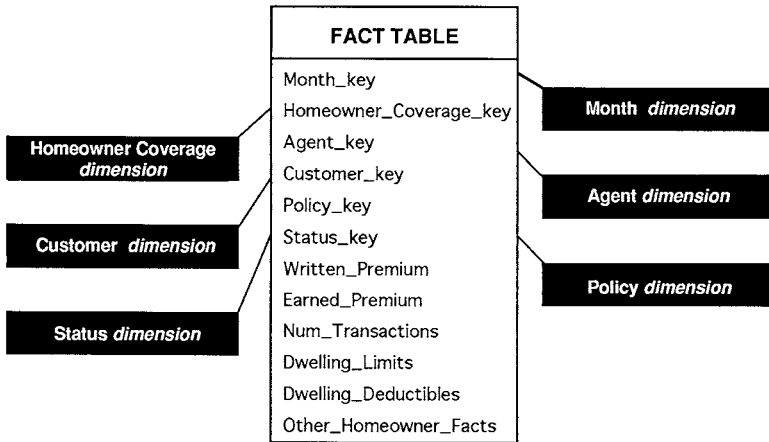 FACT TABLE
Month_key
Homeowner_Coverage_key
Agent_key
Customer_key
Policy_key
Status_key
Written_Premium
Earned_Premium
Num_Transactions
Dwelling_Limits
Dwelling_Deductibles
Other_Homeowner_Facts
Homeowner Coverage
dimension
Customer dimension
Status dimension
Month dimension
Agent dimension
Policy dimension